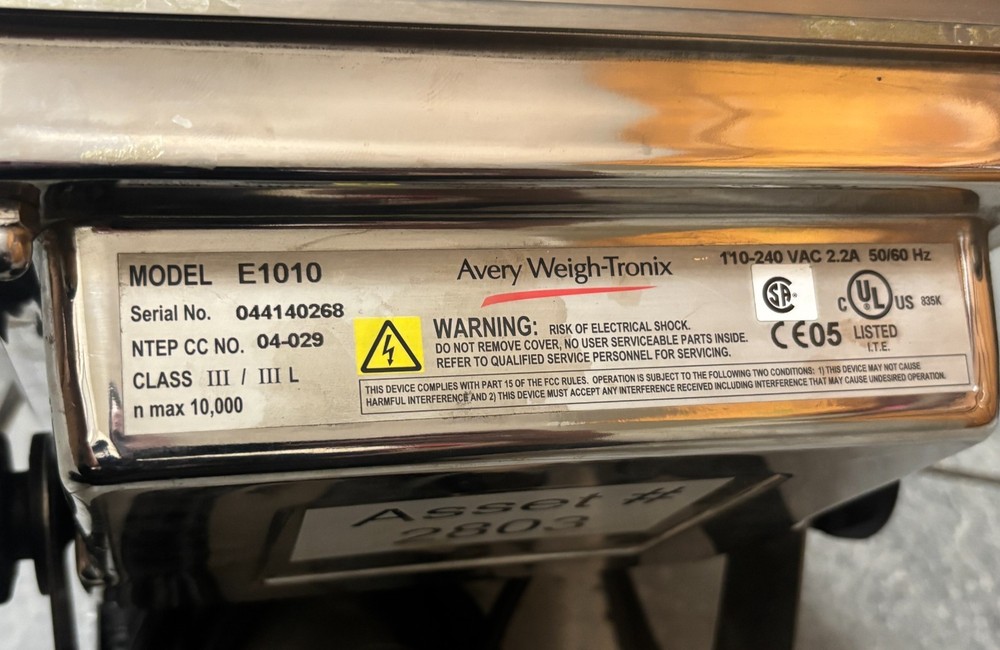 MODEL E1010
Serial No. 044140268
NTEP CC NO. 04-029
CLASS III / III L
n max 10,000
Avery Weigh-Tronix
WARNING: RISK OF ELECTRICAL SHOCK.
DO NOT REMOVE COVER, NO USER SERVICEABLE PARTS INSIDE.
REFER TO QUALIFIED SERVICE PERSONNEL FOR SERVICING.
110-240 VAC 2.2A 50/60 Hz
SA
C UL US 835K
CE05 LISTED
I.T.E.
THIS DEVICE COMPLIES WITH PART 15 OF THE FCC RULES. OPERATION IS SUBJECT TO THE FOLLOWING TWO CONDITIONS: 1) THIS DEVICE MAY NOT CAUSE
HARMFUL INTERFERENCE AND 2) THIS DEVICE MUST ACCEPT ANY INTERFERENCE RECEIVED INCLUDING INTERFERENCE THAT MAY CAUSE UNDESIRED OPERATION.
Asset #
2803